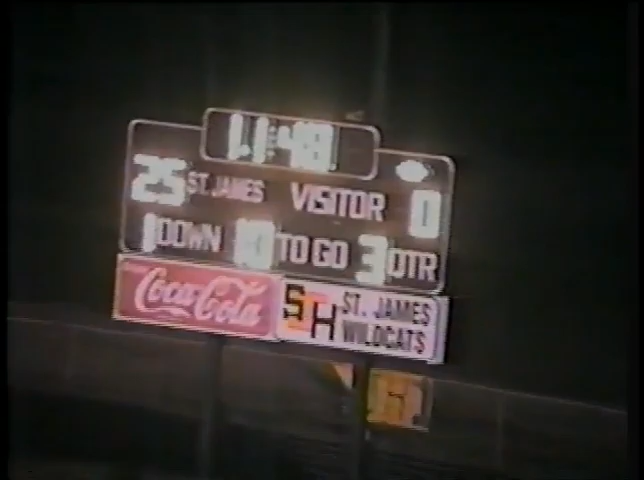 11:48
25 ST. JAMES VISITOR 0
1 DOWN 10 TO GO 3 QTR
Coca-Cola
SJH ST. JAMES
WILDCATS
H